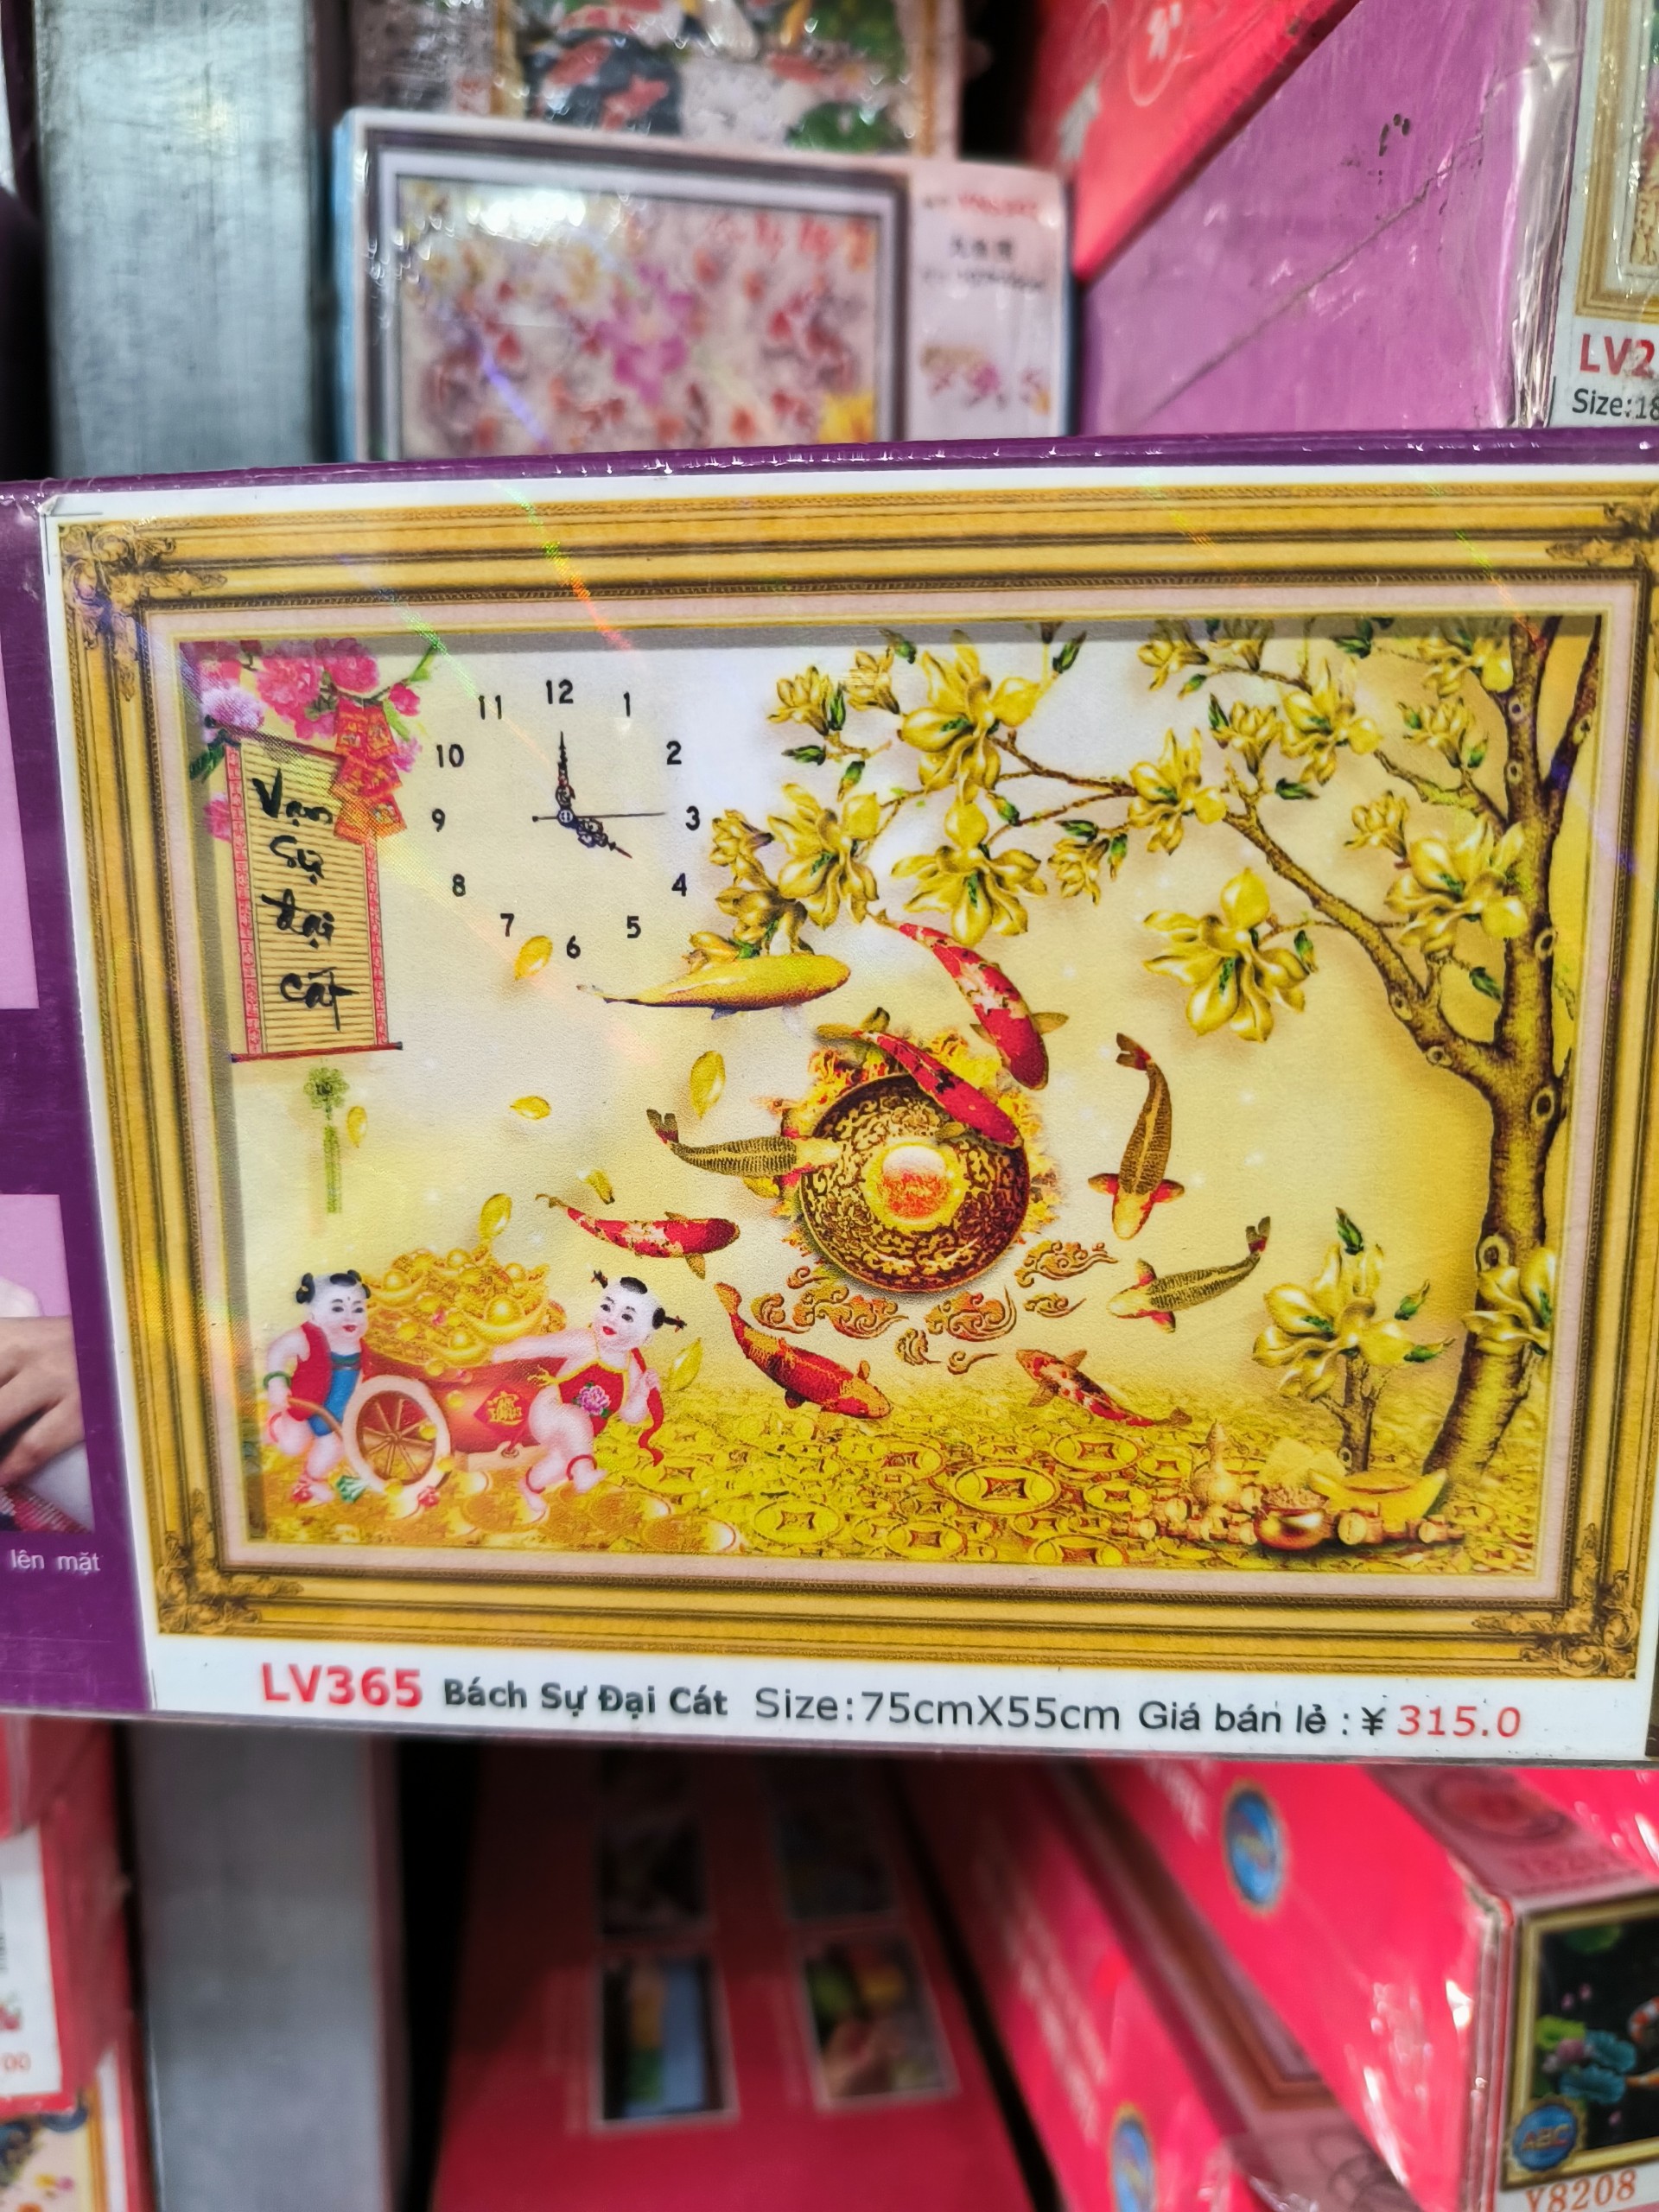 LV2
Size:18
12
11
1
10
2
9
3
8
4
7
5
6
Vạn
Sự
đại
cát
lên mặt
LV365 Bách Sự Đại Cát Size:75cmX55cm Giá bán lẻ : ¥ 315.0
ABC
Y8208